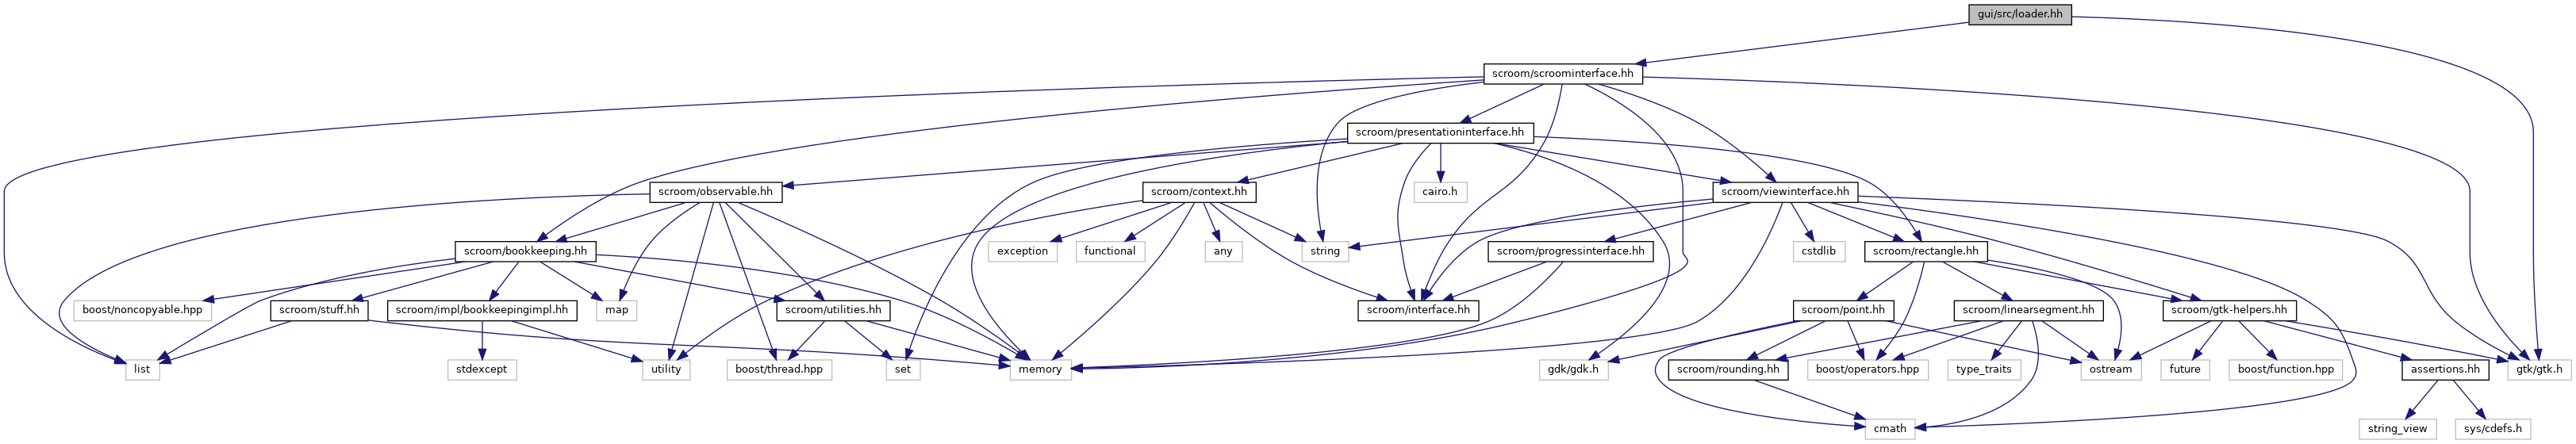 gui/src/loader.hh
scroom/scroominterface.hh
scroom/presentationinterface.hh
scroom/observable.hh
scroom/context.hh
cairo.h
scroom/viewinterface.hh
scroom/bookkeeping.hh
exception
functional
any
string
scroom/progressinterface.hh
cstdlib
scroom/rectangle.hh
boost/noncopyable.hpp
scroom/stuff.hh
scroom/impl/bookkeepingimpl.hh
map
scroom/utilities.hh
scroom/interface.hh
scroom/point.hh
scroom/linearsegment.hh
scroom/gtk-helpers.hh
list
stdexcept
utility
boost/thread.hpp
set
memory
gdk/gdk.h
scroom/rounding.hh
boost/operators.hpp
type_traits
ostream
future
boost/function.hpp
assertions.hh
gtk/gtk.h
cmath
string_view
sys/cdefs.h